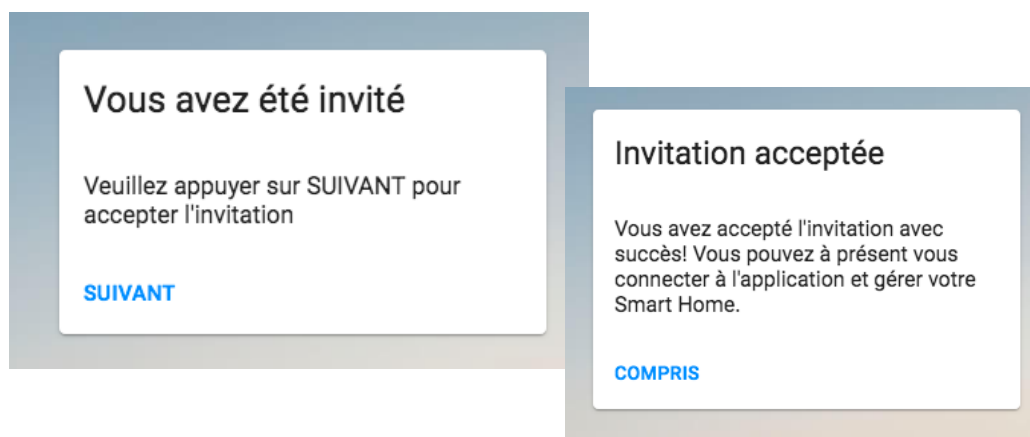 Vous avez été invité
Veuillez appuyer sur SUIVANT pour
accepter l'invitation
SUIVANT
Invitation acceptée
Vous avez accepté l'invitation avec
succès! Vous pouvez à présent vous
connecter à l'application et gérer votre
Smart Home.
COMPRIS